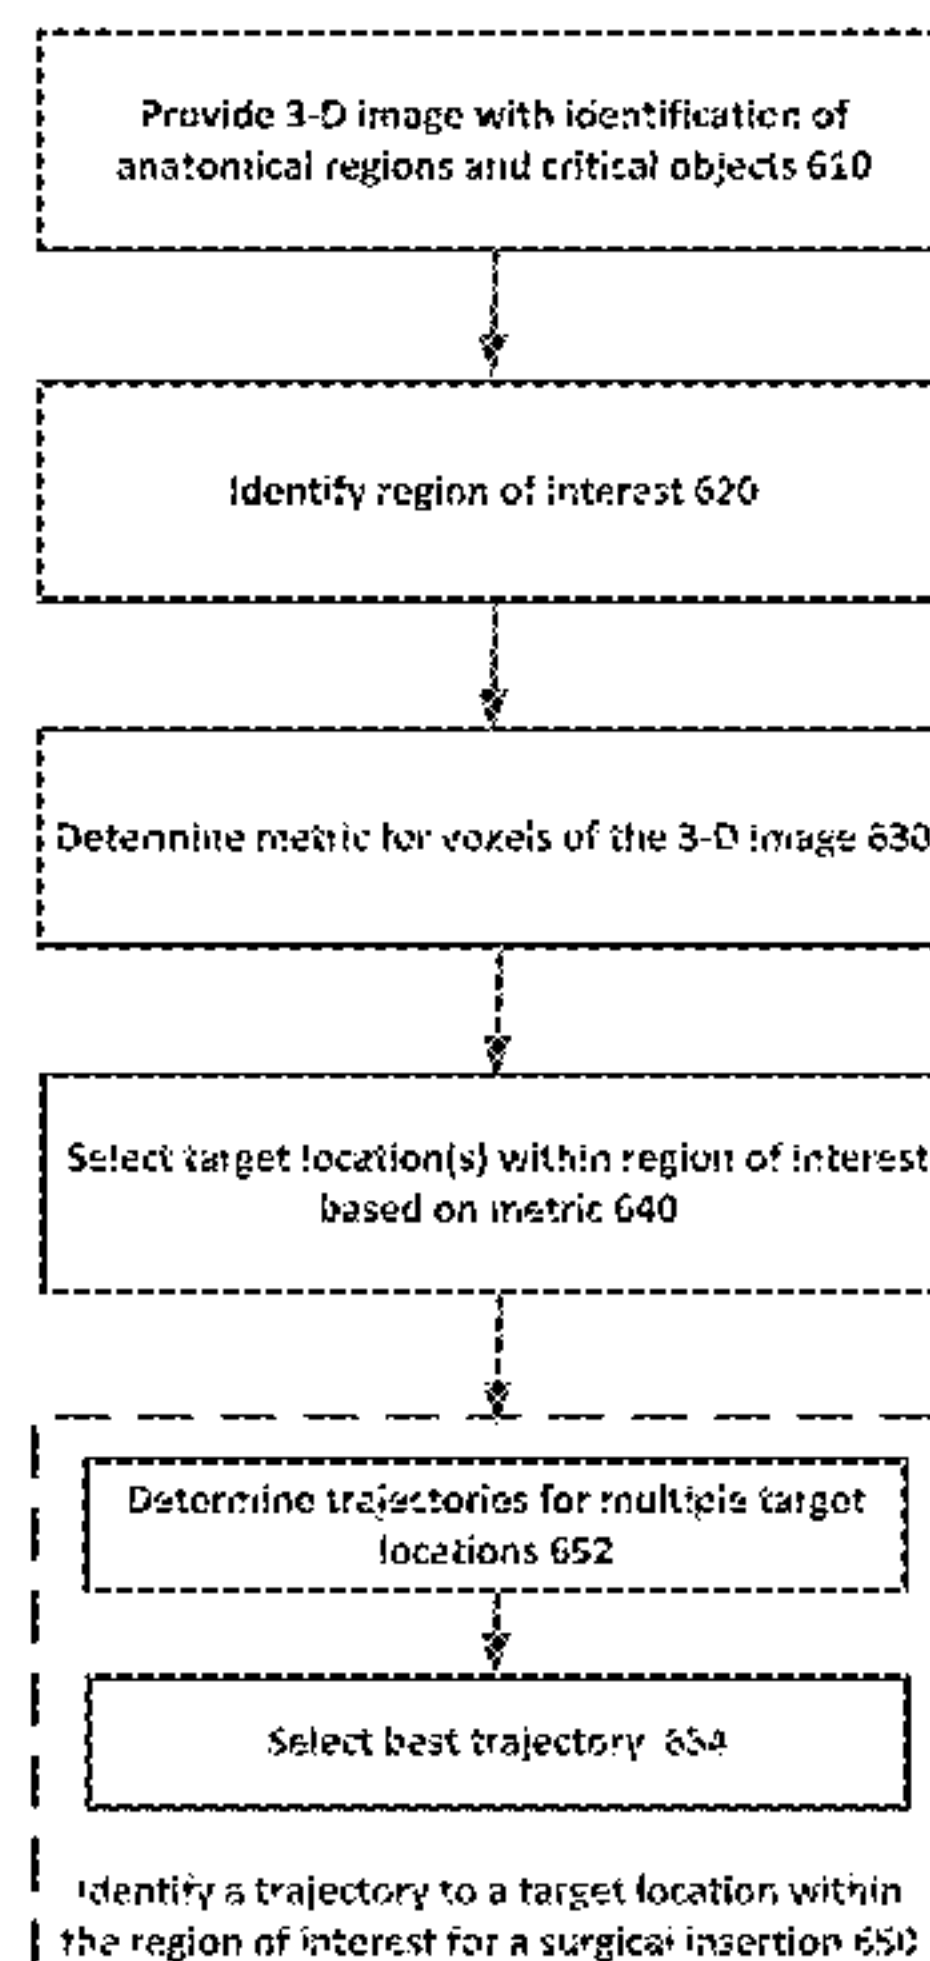 Provide 3-D image with identification of
anatomical regions and critical objects 610
Identify region of interest 620
Determine metric for voxels of the 3-D image 630
Select target location(s) within region of interest
based on metric 640
Determine trajectories for multiple target
locations 652
Select best trajectory 654
Identify a trajectory to a target location within
the region of interest for a surgical insertion 650